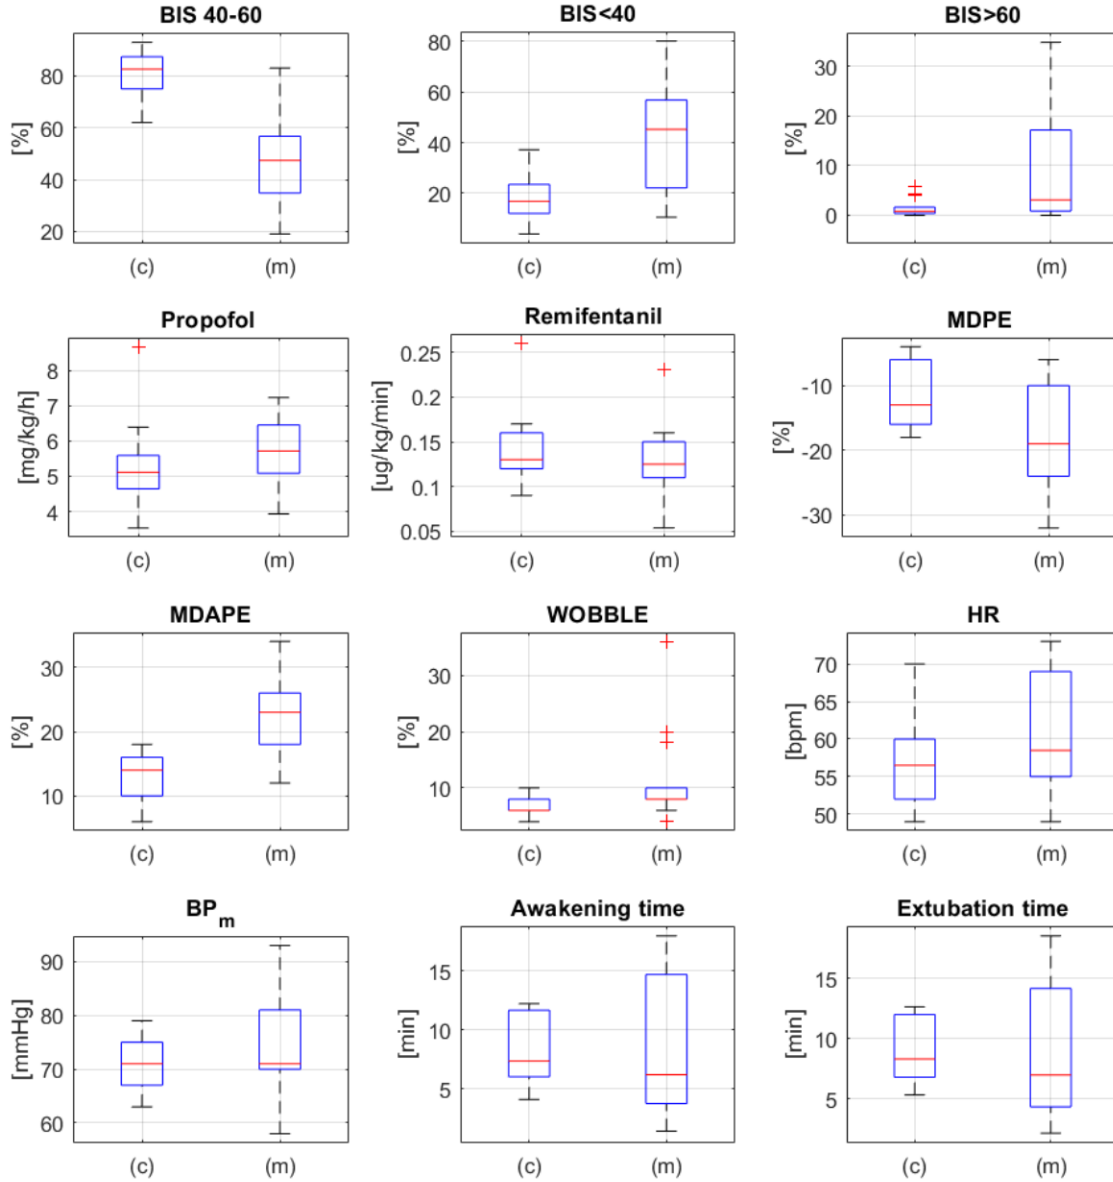 BIS 40-60
BIS<40
BIS>60
[%]
80
60
40
20
(c)
(m)
[%]
80
60
40
20
(c)
(m)
[%]
30
20
10
0
(c)
(m)
Propofol
Remifentanil
MDPE
[mg/kg/h]
8
7
6
5
4
(c)
(m)
[ug/kg/min]
0.25
0.2
0.15
0.1
0.05
(c)
(m)
[%]
-10
-20
-30
(c)
(m)
MDAPE
WOBBLE
HR
[%]
30
20
10
(c)
(m)
[%]
30
20
10
(c)
(m)
[bpm]
70
65
60
55
50
(c)
(m)
BPm
Awakening time
Extubation time
[mmHg]
90
80
70
60
(c)
(m)
[min]
15
10
5
(c)
(m)
[min]
15
10
5
(c)
(m)